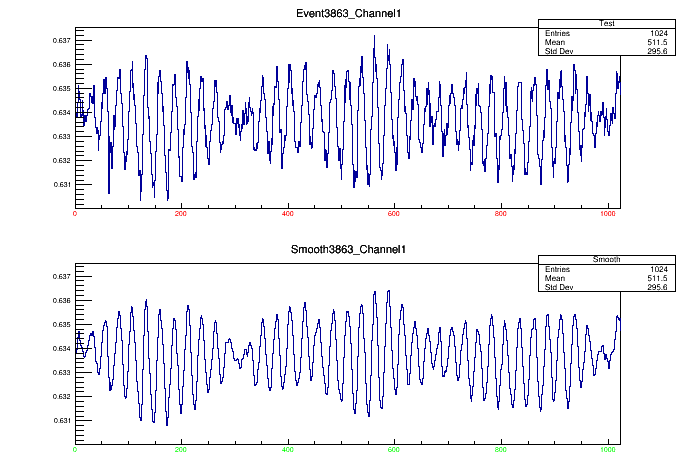 Event3863_Channel1
Test
Entries 1024
Mean 511.5
Std Dev 295.6
0.637
0.636
0.635
0.634
0.633
0.632
0.631
0 200 400 600 800 1000
Smooth3863_Channel1
Smooth
Entries 1024
Mean 511.5
Std Dev 295.6
0.637
0.636
0.635
0.634
0.633
0.632
0.631
0 200 400 600 800 1000